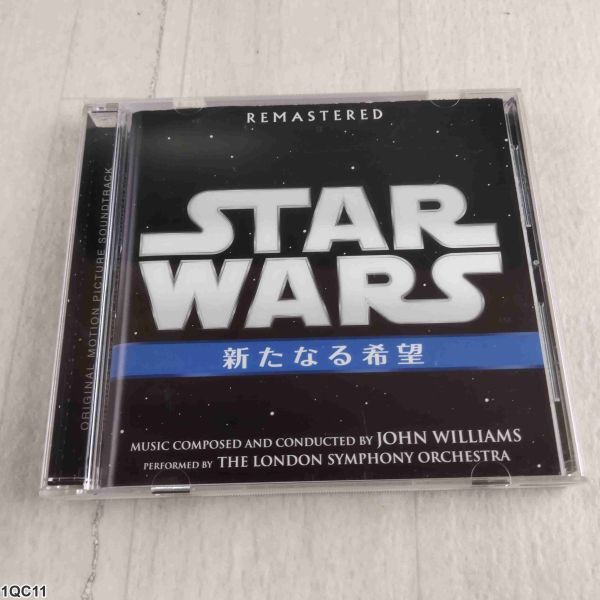 REMASTERED
ORIGINAL MOTION PICTURE SOUNDTRACK
STAR
WARS
新たなる希望
MUSIC COMPOSED AND CONDUCTED BY JOHN WILLIAMS
PERFORMED BY THE LONDON SYMPHONY ORCHESTRA
1QC11